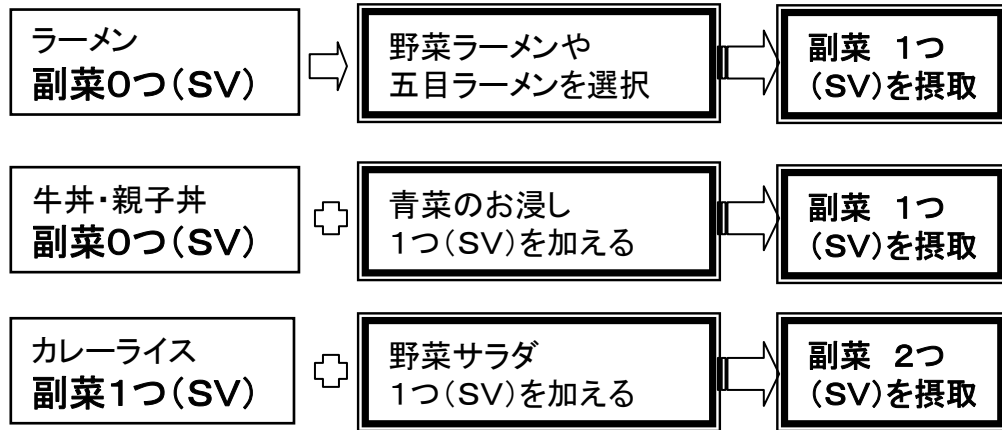 ラーメン
副菜0つ(SV)
野菜ラーメンや
五目ラーメンを選択
副菜 1つ
(SV)を摂取
牛丼・親子丼
副菜0つ(SV)
青菜のお浸し
1つ(SV)を加える
副菜 1つ
(SV)を摂取
カレーライス
副菜1つ(SV)
野菜サラダ
1つ(SV)を加える
副菜 2つ
(SV)を摂取